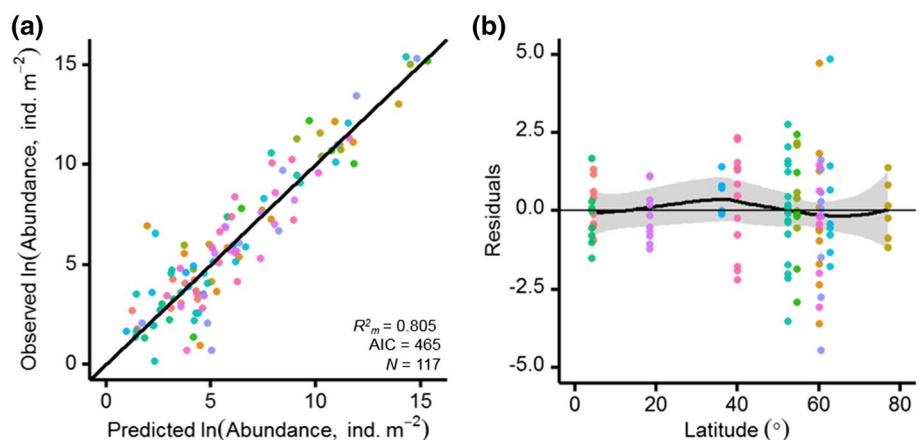 (a)
Observed ln(Abundance, ind. m⁻²)
15
10
5
0
R²ₘ = 0.805
AIC = 465
N = 117
0 5 10 15
Predicted ln(Abundance, ind. m⁻²)
(b)
Residuals
5.0
2.5
0.0
-2.5
-5.0
0 20 40 60 80
Latitude (°)